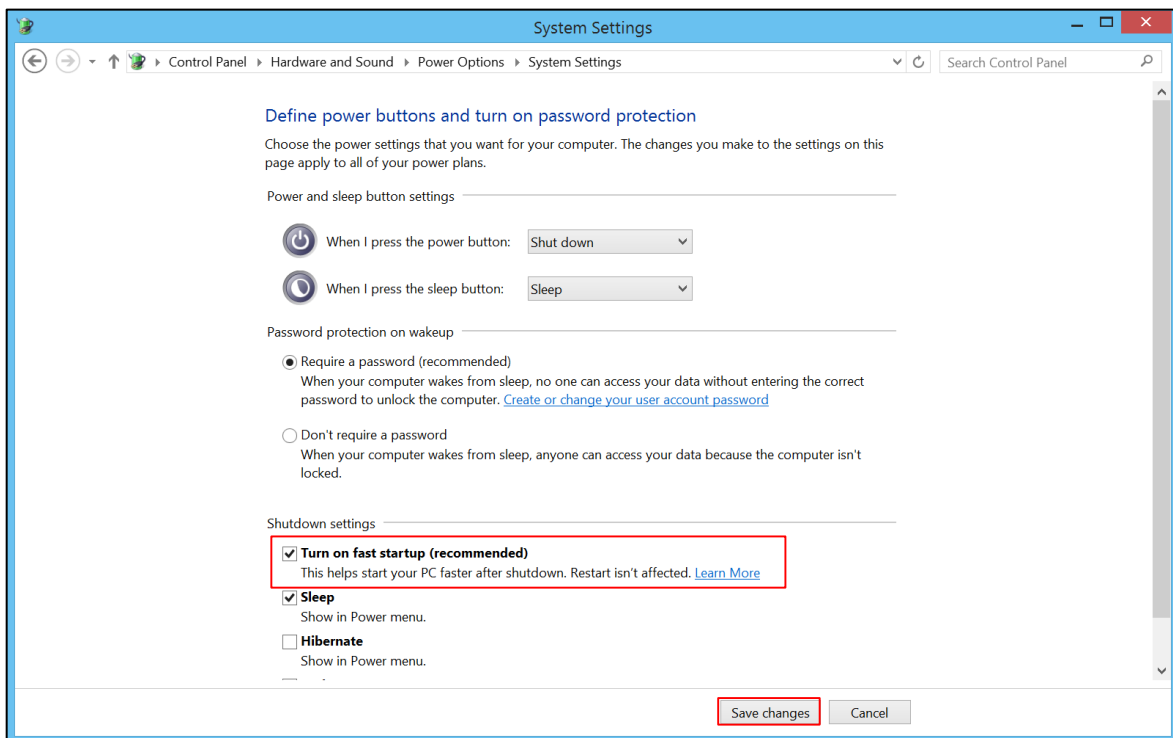 System Settings
Control Panel Hardware and Sound Power Options System Settings Search Control Panel
Define power buttons and turn on password protection
Choose the power settings that you want for your computer. The changes you make to the settings on this
page apply to all of your power plans.
Power and sleep button settings
When I press the power button: Shut down
When I press the sleep button: Sleep
Password protection on wakeup
Require a password (recommended)
When your computer wakes from sleep, no one can access your data without entering the correct
password to unlock the computer. Create or change your user account password
Don't require a password
When your computer wakes from sleep, anyone can access your data because the computer isn't
locked.
Shutdown settings
Turn on fast startup (recommended)
This helps start your PC faster after shutdown. Restart isn't affected. Learn More
Sleep
Show in Power menu.
Hibernate
Show in Power menu.
Save changes Cancel